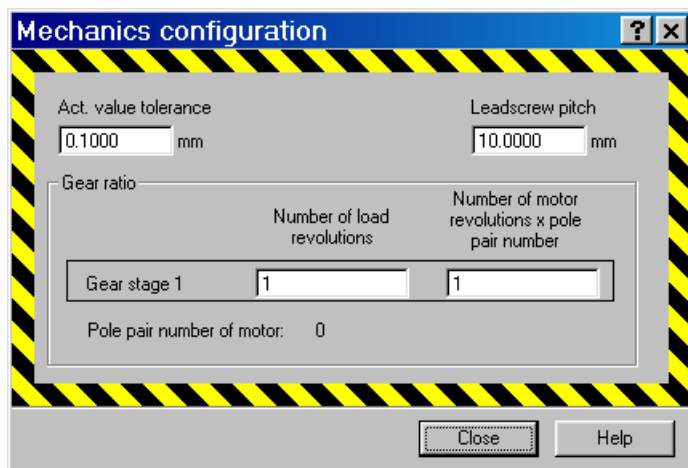 Mechanics configuration
?
Act. value tolerance
0.1000 mm
Leadscrew pitch
10.0000 mm
Gear ratio
Number of load
revolutions
Number of motor
revolutions x pole
pair number
Gear stage 1 1 1
Pole pair number of motor: 0
Close Help